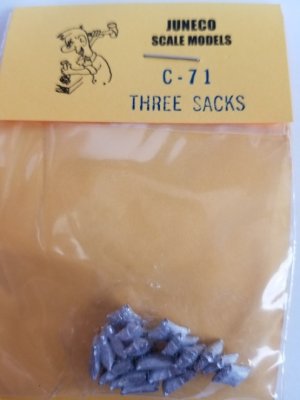 JUNECO
SCALE MODELS
C-71
THREE SACKS